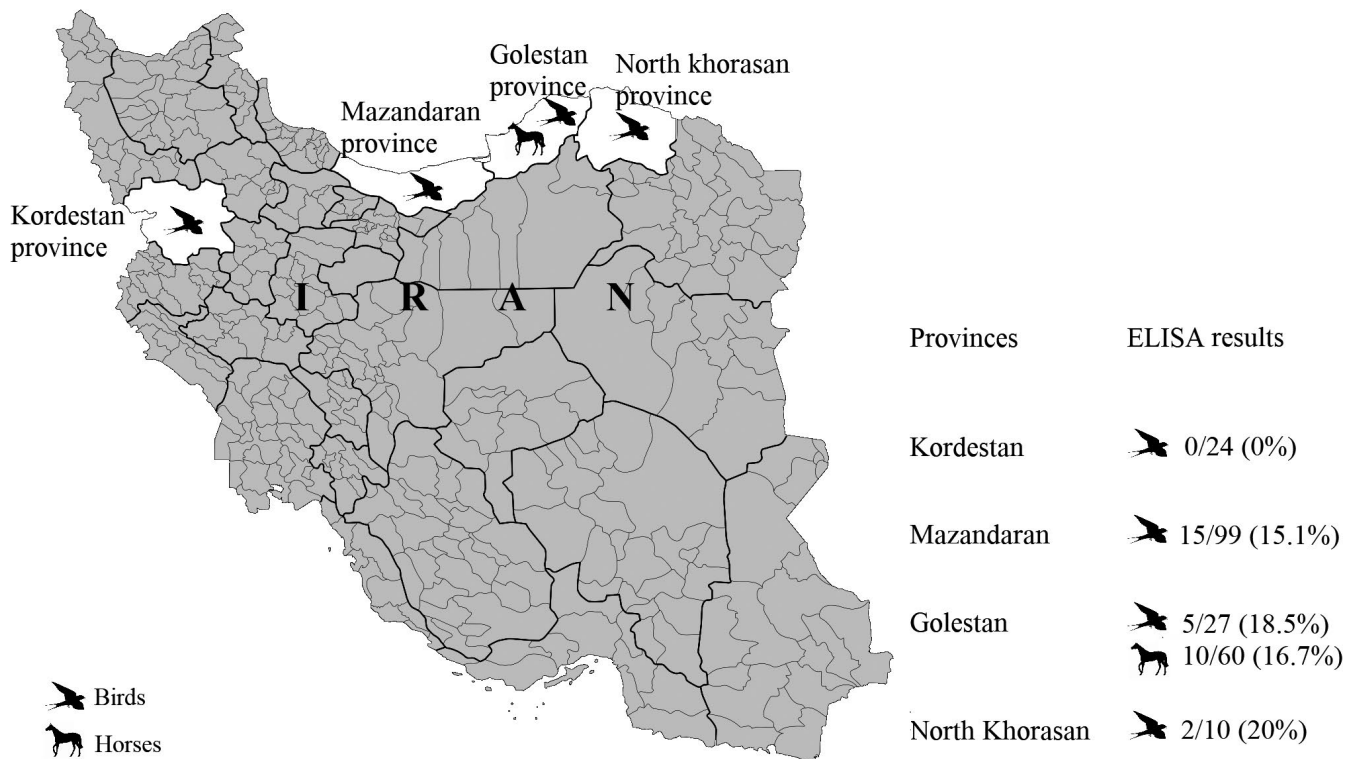 Golestan
province
North khorasan
province
Mazandaran
province
Kordestan
province
I R A N
Provinces ELISA results
Kordestan 0/24 (0%)
Mazandaran 15/99 (15.1%)
Golestan 5/27 (18.5%)
10/60 (16.7%)
North Khorasan 2/10 (20%)
Birds
Horses